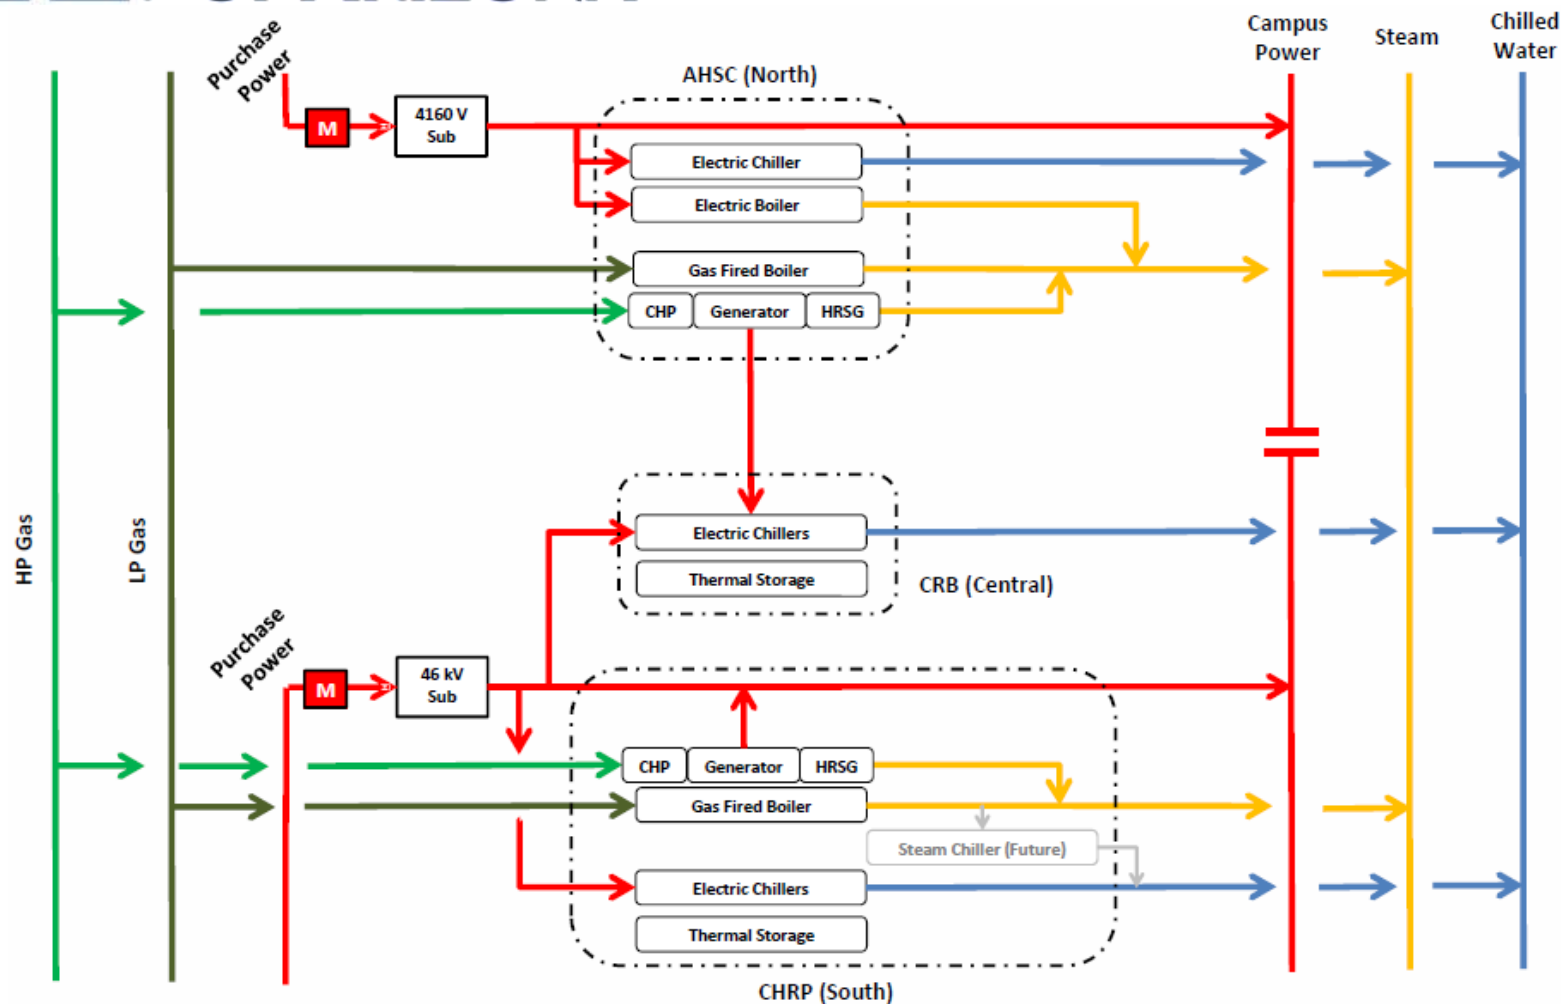 Campus
Power
Steam
Chilled
Water
Purchase
Power
AHSC (North)
M
4160 V
Sub
Electric Chiller
Electric Boiler
Gas Fired Boiler
CHP
Generator
HRSG
HP Gas
LP Gas
Electric Chillers
Thermal Storage
CRB (Central)
Purchase
Power
M
46 kV
Sub
CHP
Generator
HRSG
Gas Fired Boiler
Steam Chiller (Future)
Electric Chillers
Thermal Storage
CHRP (South)